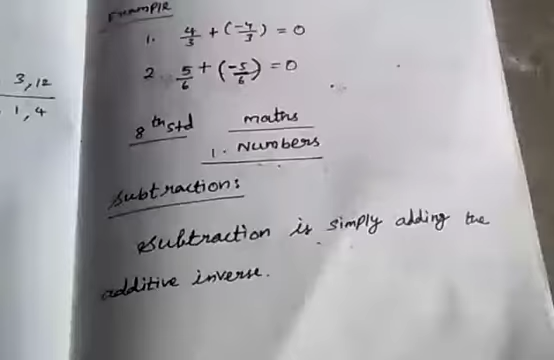 Example
1. 4/3 + (-4/3) = 0
2 5/6 + (-5/6) = 0
3, 12
1, 4
8th std maths
1. Numbers
Subtraction:
Subtraction is simply adding the
additive inverse.